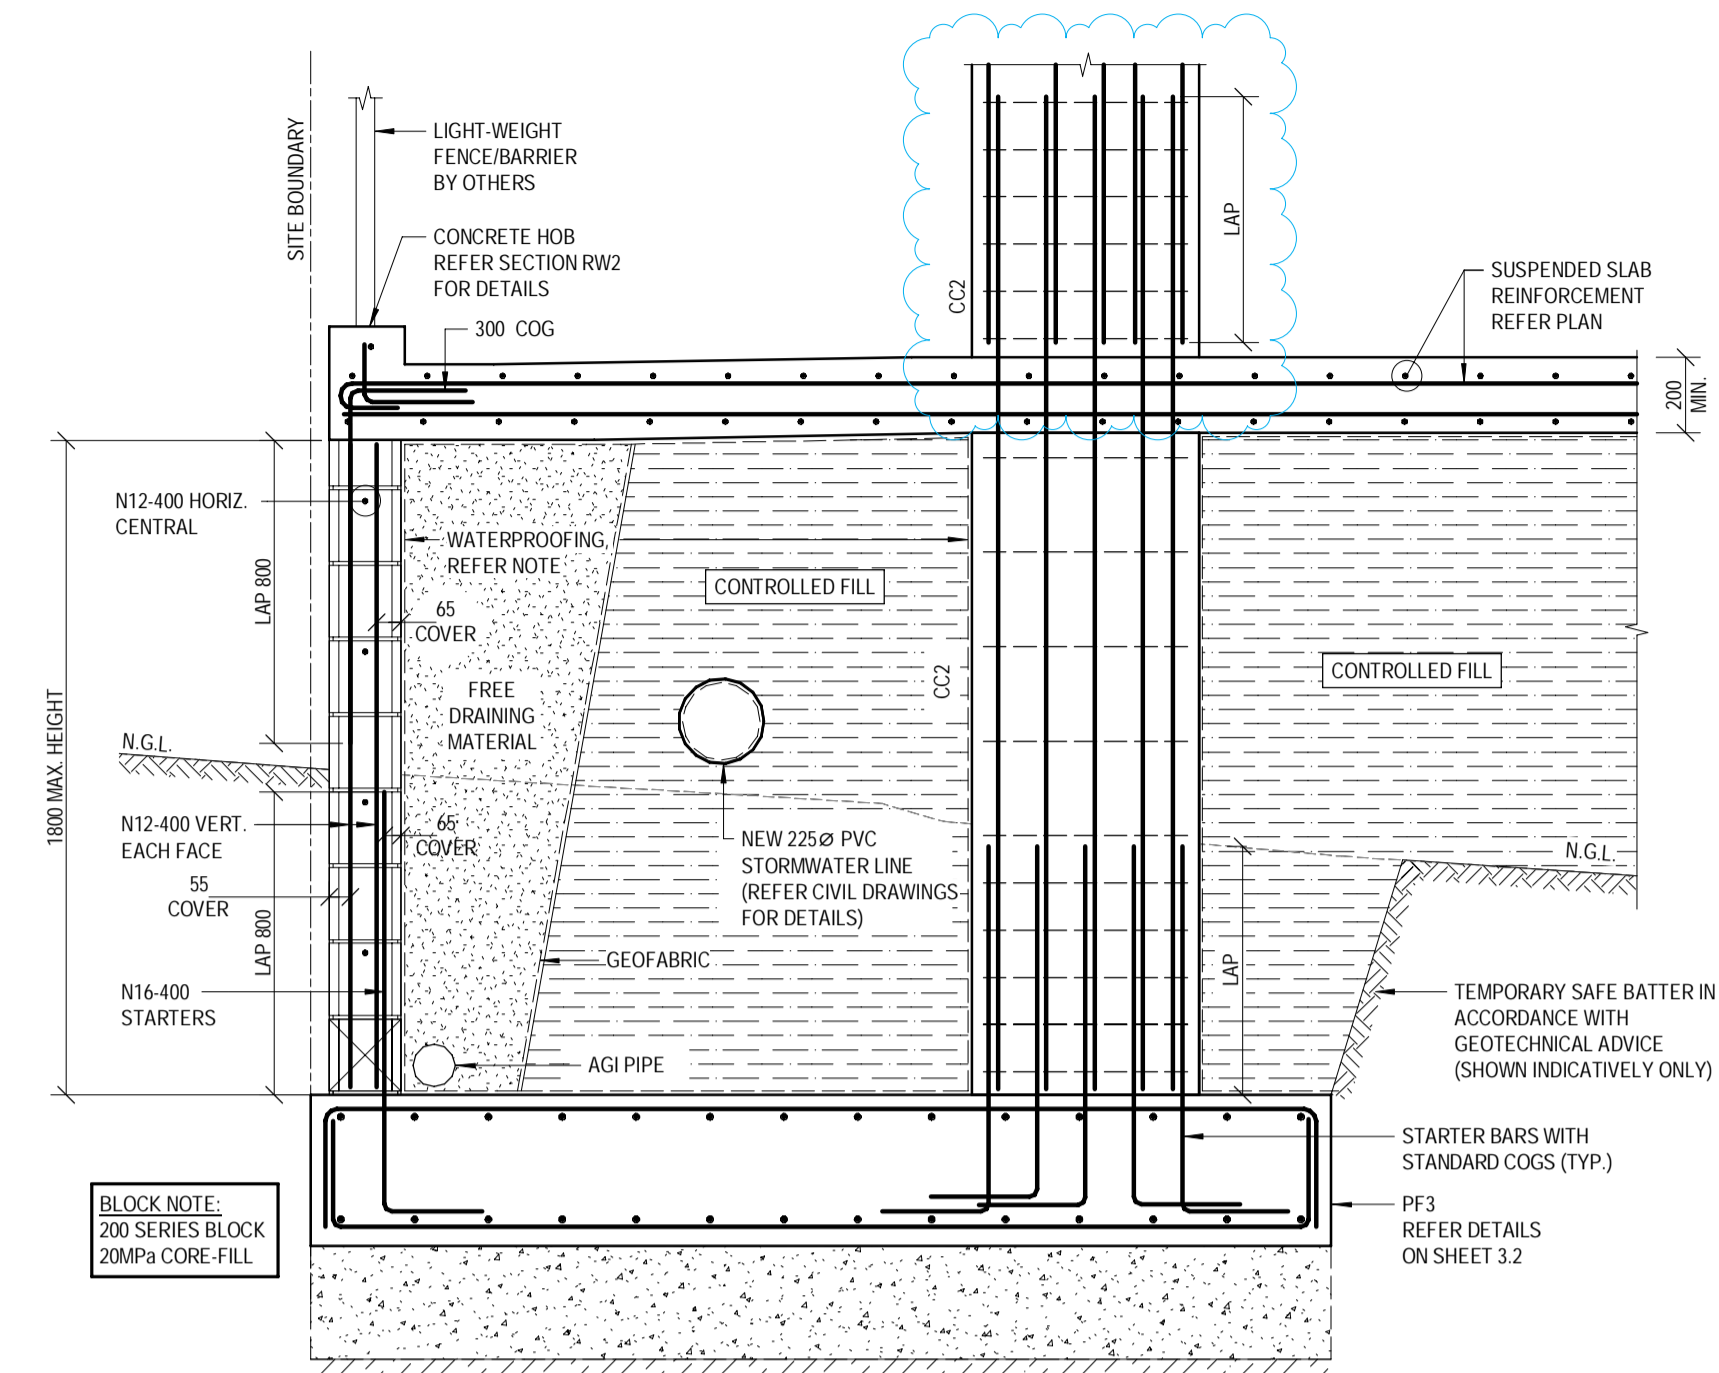 SITE BOUNDARY
LIGHT-WEIGHT
FENCE/BARRIER
BY OTHERS
CONCRETE HOB
REFER SECTION RW2
FOR DETAILS
300 COG
CC2
LAP
SUSPENDED SLAB
REINFORCEMENT
REFER PLAN
200
MIN.
N12-400 HORIZ.
CENTRAL
LAP 800
1800 MAX. HEIGHT
WATERPROOFING,
REFER NOTE
CONTROLLED FILL
65
COVER
FREE
DRAINING
MATERIAL
CC2
CONTROLLED FILL
N.G.L.
N12-400 VERT.
EACH FACE
65
COVER
55
COVER
LAP 800
NEW 225Ø PVC
STORMWATER LINE
(REFER CIVIL DRAWINGS
FOR DETAILS)
N.G.L.
GEOFABRIC
LAP
N16-400
STARTERS
AGI PIPE
TEMPORARY SAFE BATTER IN
ACCORDANCE WITH
GEOTECHNICAL ADVICE
(SHOWN INDICATIVELY ONLY)
STARTER BARS WITH
STANDARD COGS (TYP.)
PF3
REFER DETAILS
ON SHEET 3.2
BLOCK NOTE:
200 SERIES BLOCK
20MPa CORE-FILL